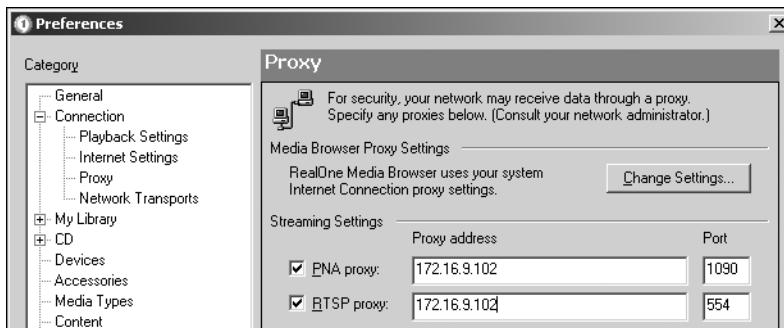 Preferences
Category
General
Connection
Playback Settings
Internet Settings
Proxy
Network Transports
My Library
CD
Devices
Accessories
Media Types
Content
Proxy
For security, your network may receive data through a proxy.
Specify any proxies below. (Consult your network administrator.)
Media Browser Proxy Settings
RealOne Media Browser uses your system
Internet Connection proxy settings.
Change Settings...
Streaming Settings
Proxy address Port
PNA proxy: 172.16.9.102 1090
RTSP proxy: 172.16.9.102 554